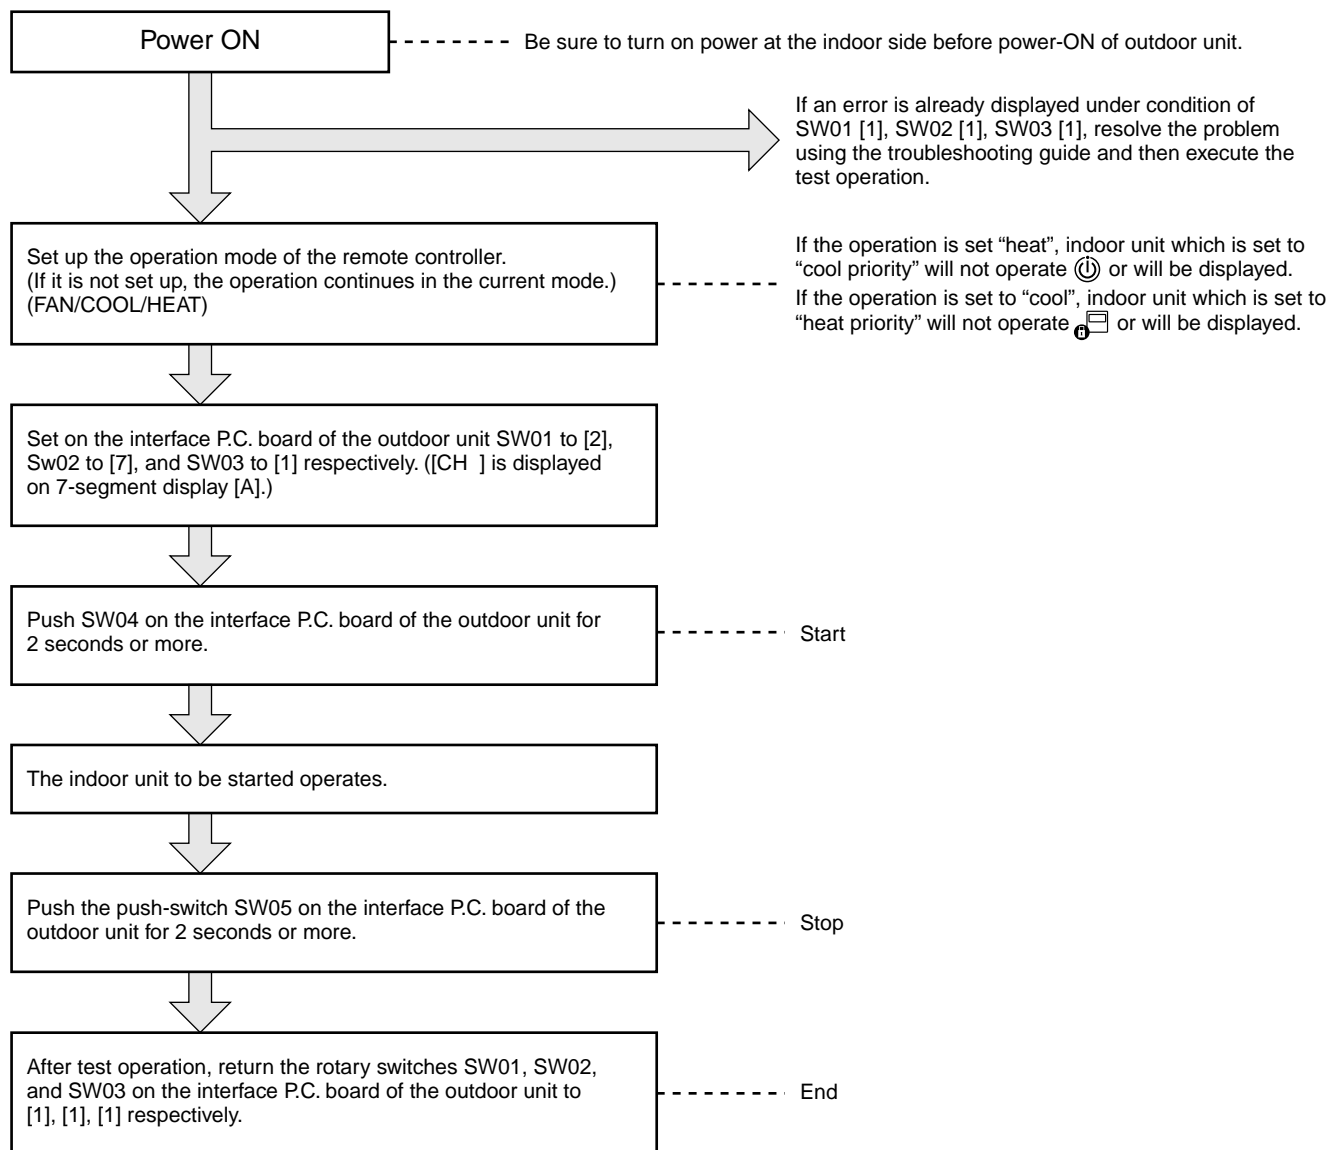 Power ON
Be sure to turn on power at the indoor side before power-ON of outdoor unit.
If an error is already displayed under condition of
SW01 [1], SW02 [1], SW03 [1], resolve the problem
using the troubleshooting guide and then execute the
test operation.
Set up the operation mode of the remote controller.
(If it is not set up, the operation continues in the current mode.)
(FAN/COOL/HEAT)
If the operation is set “heat”, indoor unit which is set to
“cool priority” will not operate or will be displayed.
If the operation is set to “cool”, indoor unit which is set to
“heat priority” will not operate or will be displayed.
Set on the interface P.C. board of the outdoor unit SW01 to [2],
Sw02 to [7], and SW03 to [1] respectively. ([CH  ] is displayed
on 7-segment display [A].)
Push SW04 on the interface P.C. board of the outdoor unit for
2 seconds or more.
Start
The indoor unit to be started operates.
Push the push-switch SW05 on the interface P.C. board of the
outdoor unit for 2 seconds or more.
Stop
After test operation, return the rotary switches SW01, SW02,
and SW03 on the interface P.C. board of the outdoor unit to
[1], [1], [1] respectively.
End